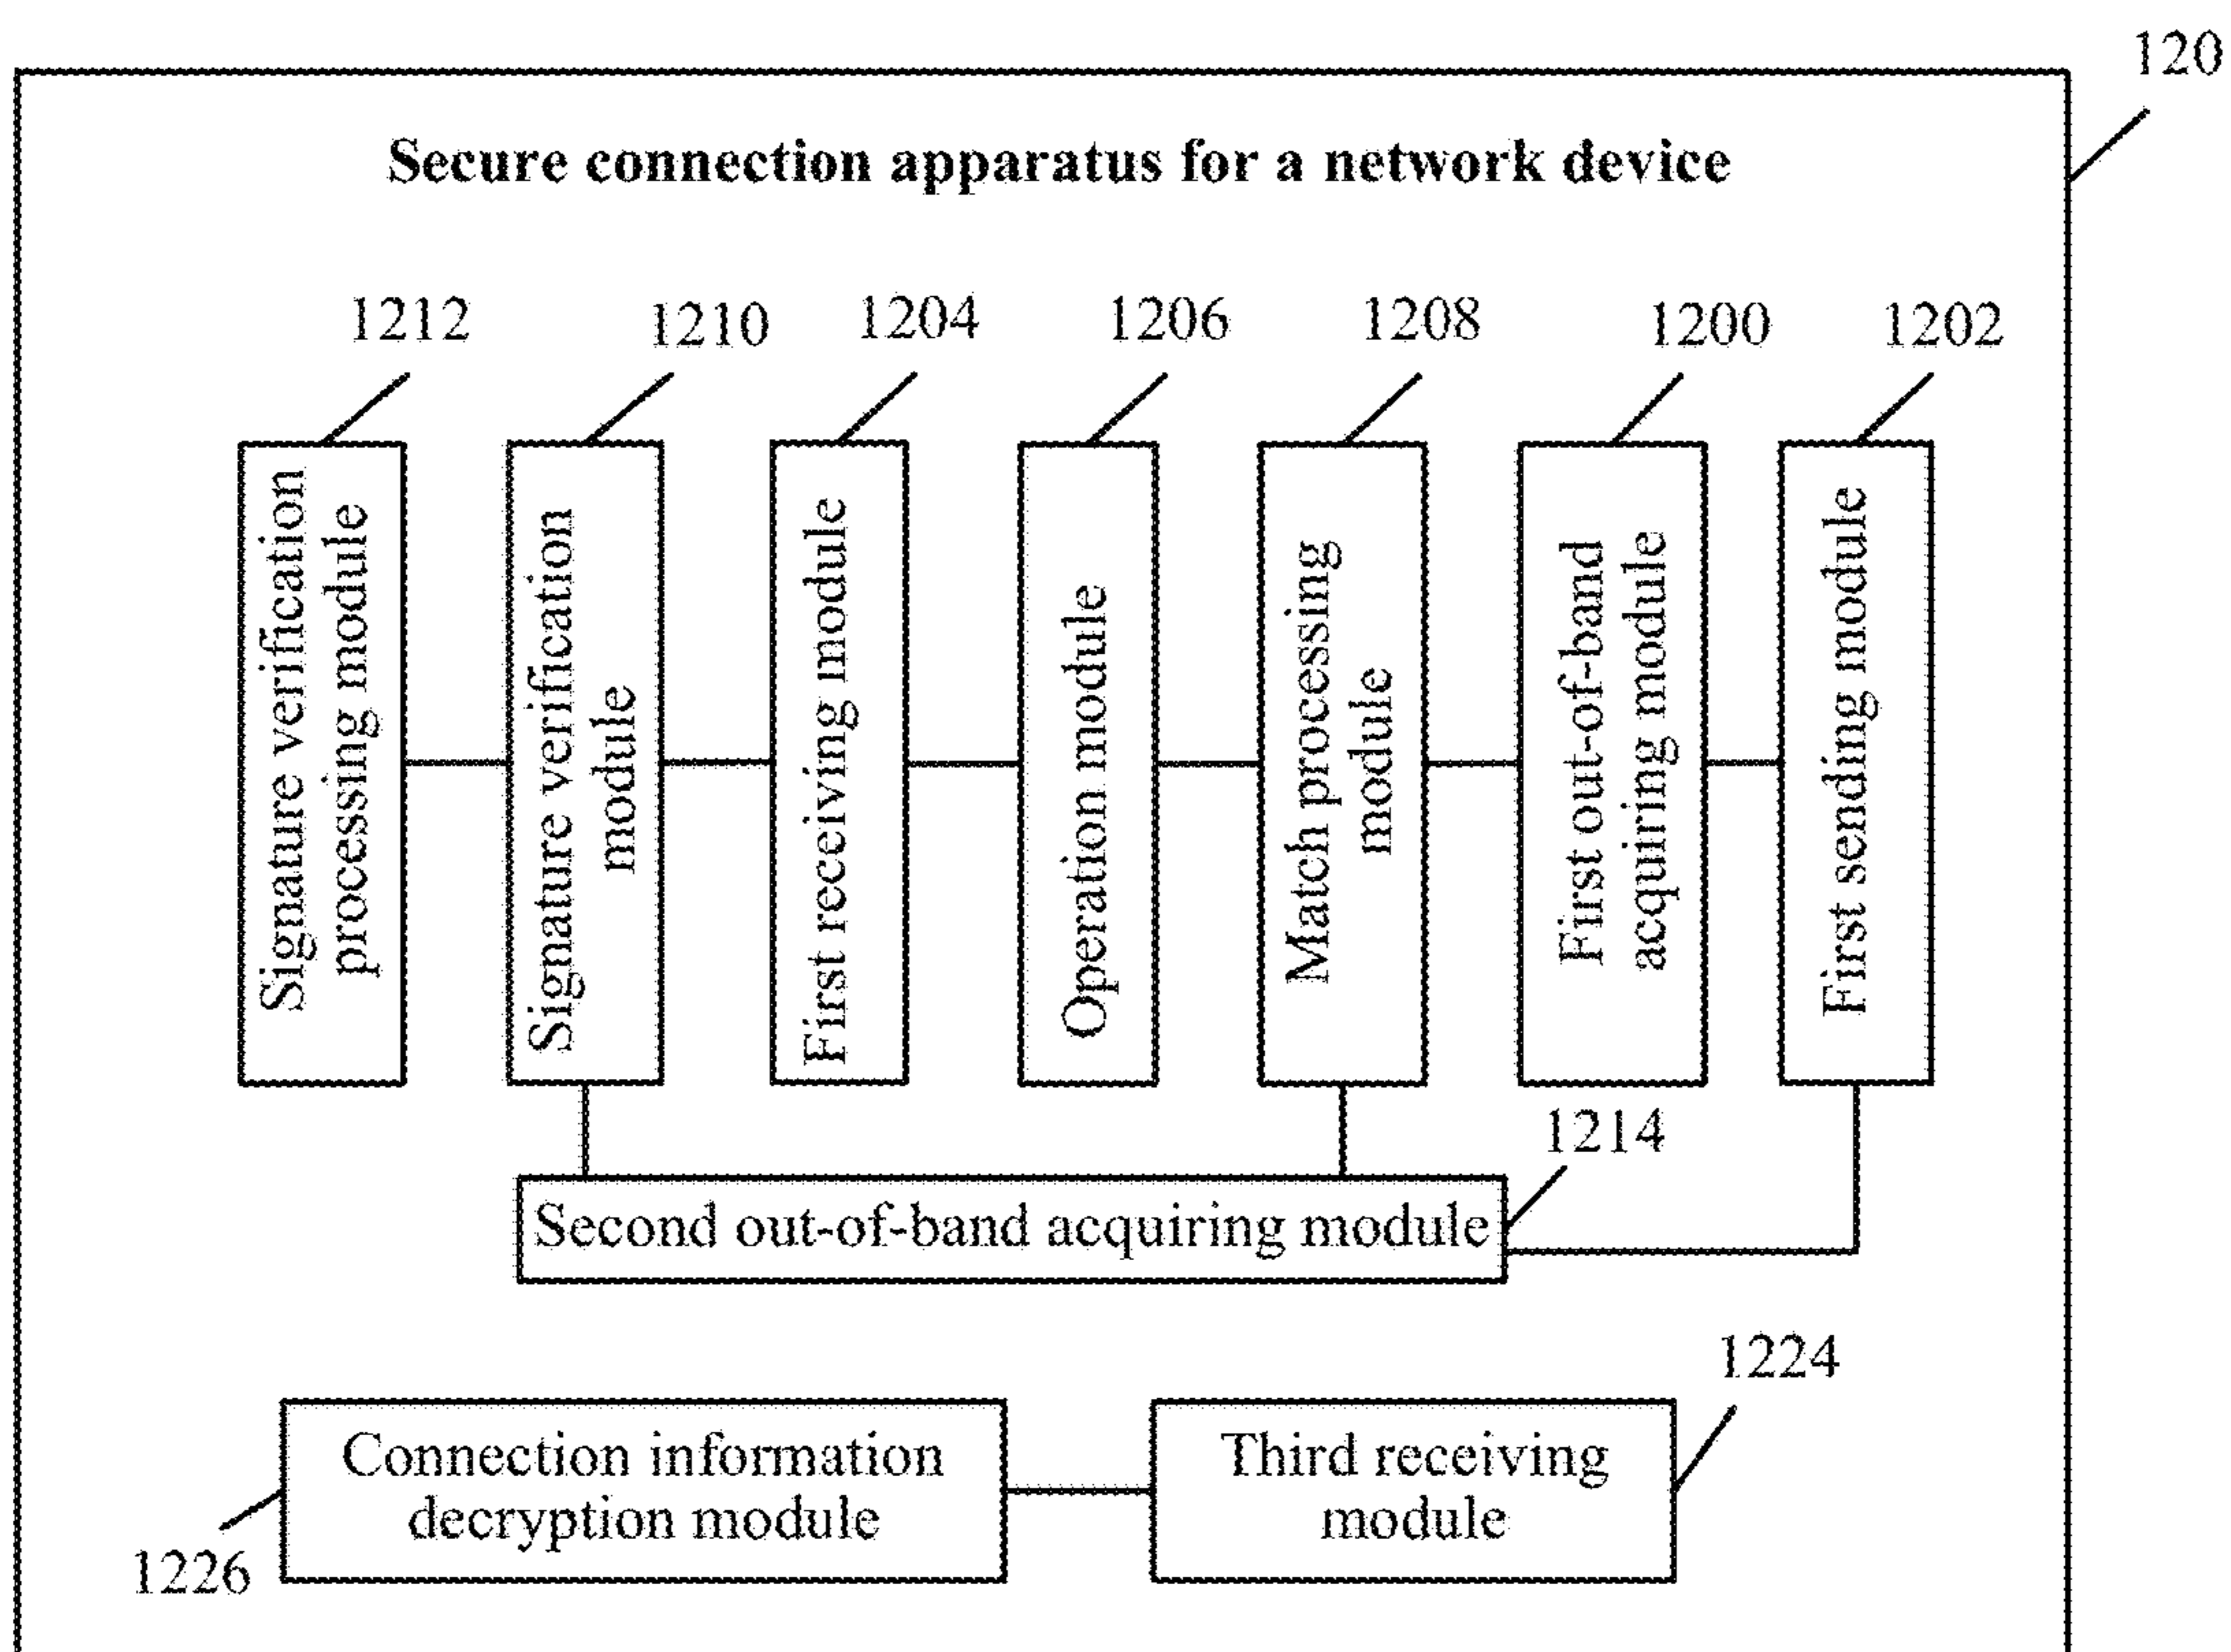 120
Secure connection apparatus for a network device
1212
1210
1204
1206
1208
1200
1202
Signature verification
processing module
Signature verification
module
First receiving module
Operation module
Match processing
module
First out-of-band
acquiring module
First sending module
1214
Second out-of-band acquiring module
1224
Connection information
decryption module
Third receiving
module
1226